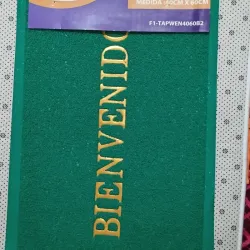 MEDIDA: 40CM X 60CM
F1-TAPWEN4060B2
BIENVENIDO